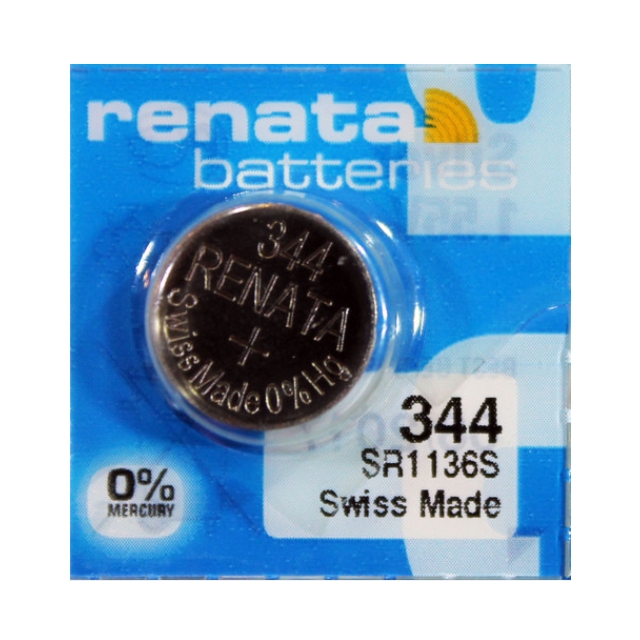 renata
batteries
344
RENATA
+
Swiss Made 0% Hg
344
SR1136S
Swiss Made
0%
MERCURY